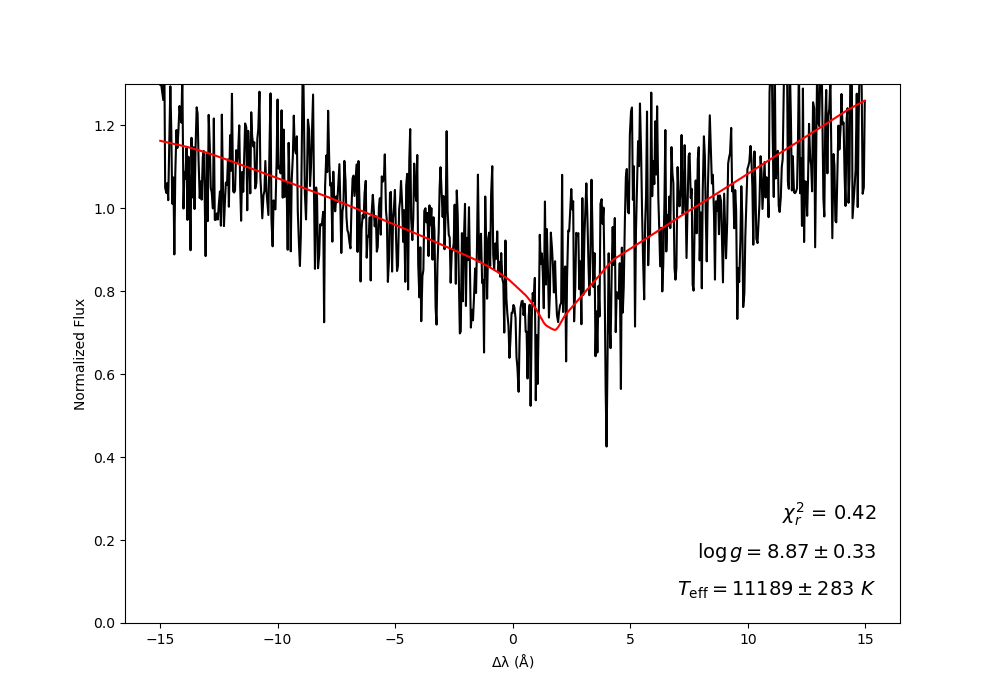 Normalized Flux
1.2
1.0
0.8
0.6
0.4
0.2
0.0
−15
−10
−5
0
5
10
15
Δλ (Å)
χ²ᵣ = 0.42
log g = 8.87 ± 0.33
T_eff = 11189 ± 283 K